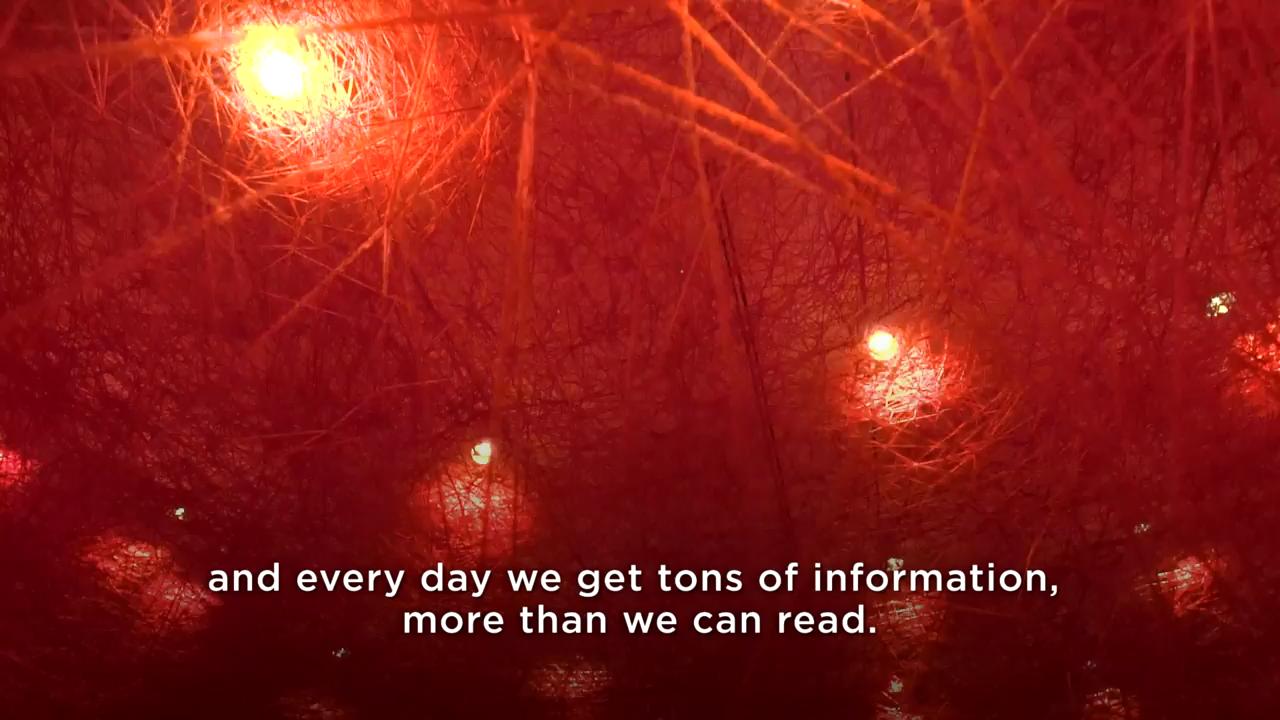 and every day we get tons of information,
more than we can read.